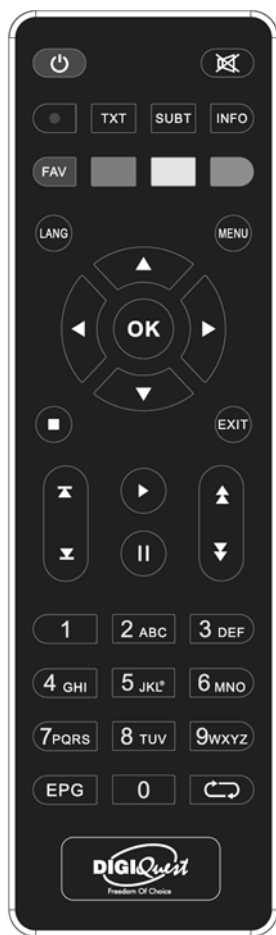 TXT SUBT INFO
FAV
LANG MENU
OK
EXIT
1 2 ABC 3 DEF
4 GHI 5 JKL* 6 MNO
7PQRS 8 TUV 9WXYZ
EPG 0
DIGIQuest
Freedom Of Choice